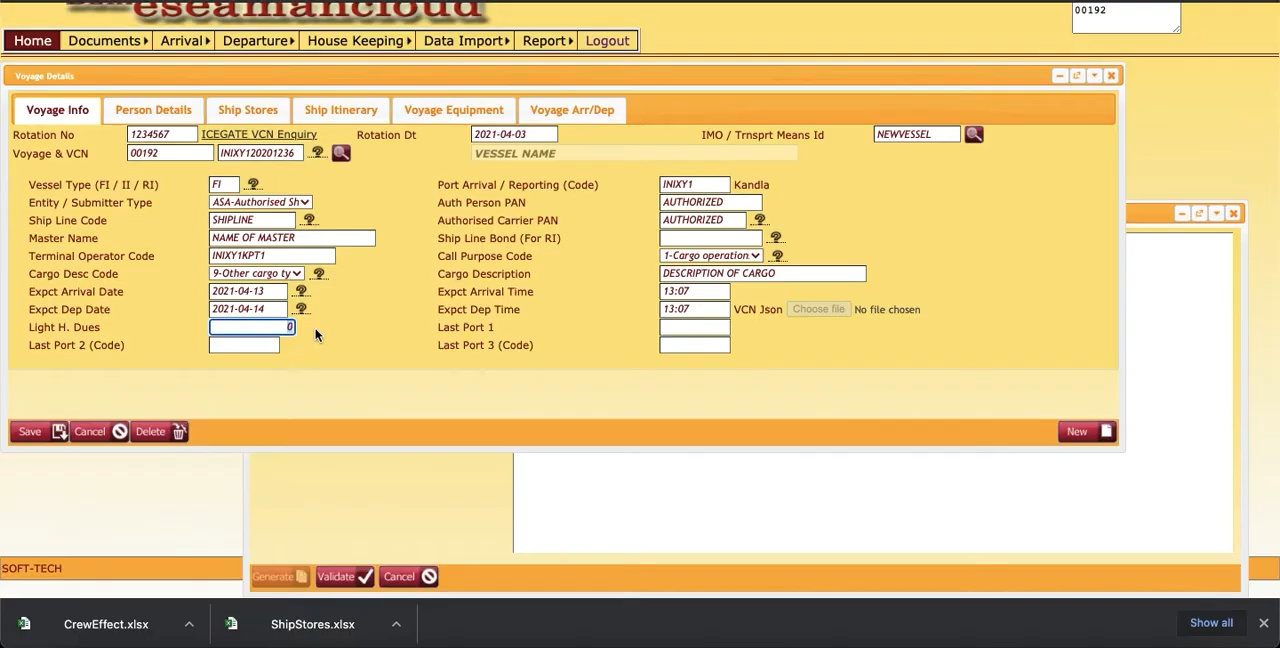 eseamancloud
00192
Home Documents Arrival Departure House Keeping Data Import Report Logout
Voyage Details
Voyage Info Person Details Ship Stores Ship Itinerary Voyage Equipment Voyage Arr/Dep
Rotation No 1234567 ICEGATE VCN Enquiry Rotation Dt 2021-04-03 IMO / Trnsprt Means Id NEWVESSEL
Voyage & VCN 00192 INIXY120201236 ? VESSEL NAME
Vessel Type (FI / II / RI) FI ? Port Arrival / Reporting (Code) INIXY1 Kandla
Entity / Submitter Type ASA-Authorised Sh Auth Person PAN AUTHORIZED
Ship Line Code SHIPLINE ? Authorised Carrier PAN AUTHORIZED ?
Master Name NAME OF MASTER Ship Line Bond (For RI) ?
Terminal Operator Code INIXY1KPT1 Call Purpose Code 1-Cargo operation ?
Cargo Desc Code 9-Other cargo ty ? Cargo Description DESCRIPTION OF CARGO
Expct Arrival Date 2021-04-13 ? Expct Arrival Time 13:07
Expct Dep Date 2021-04-14 ? Expct Dep Time 13:07 VCN Json Choose file No file chosen
Light H. Dues 0 Last Port 1
Last Port 2 (Code) Last Port 3 (Code)
Save Cancel Delete New
SOFT-TECH
Generate Validate Cancel
CrewEffect.xlsx ShipStores.xlsx Show all